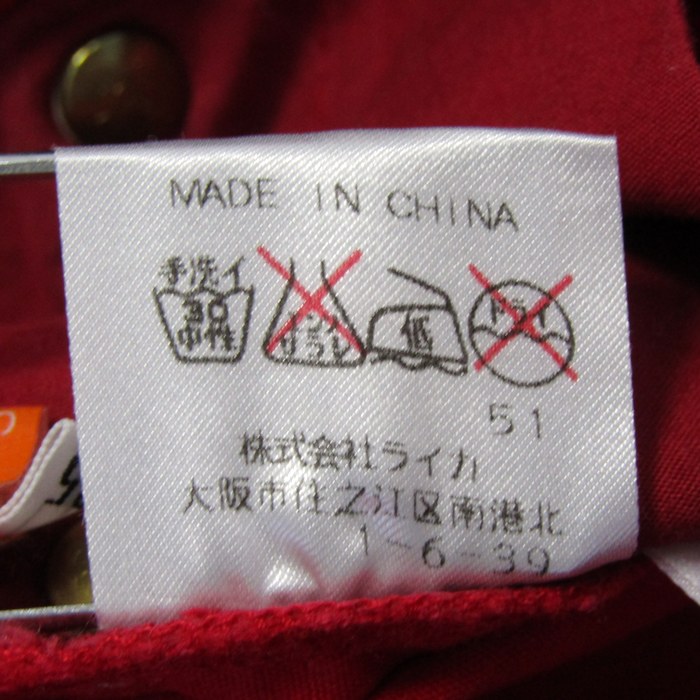 MADE IN CHINA
手洗イ
30
中性
エンソ
サラシ
低
ドライ
51
株式会社ライカ
大阪市住之江区南港北
1-6-39